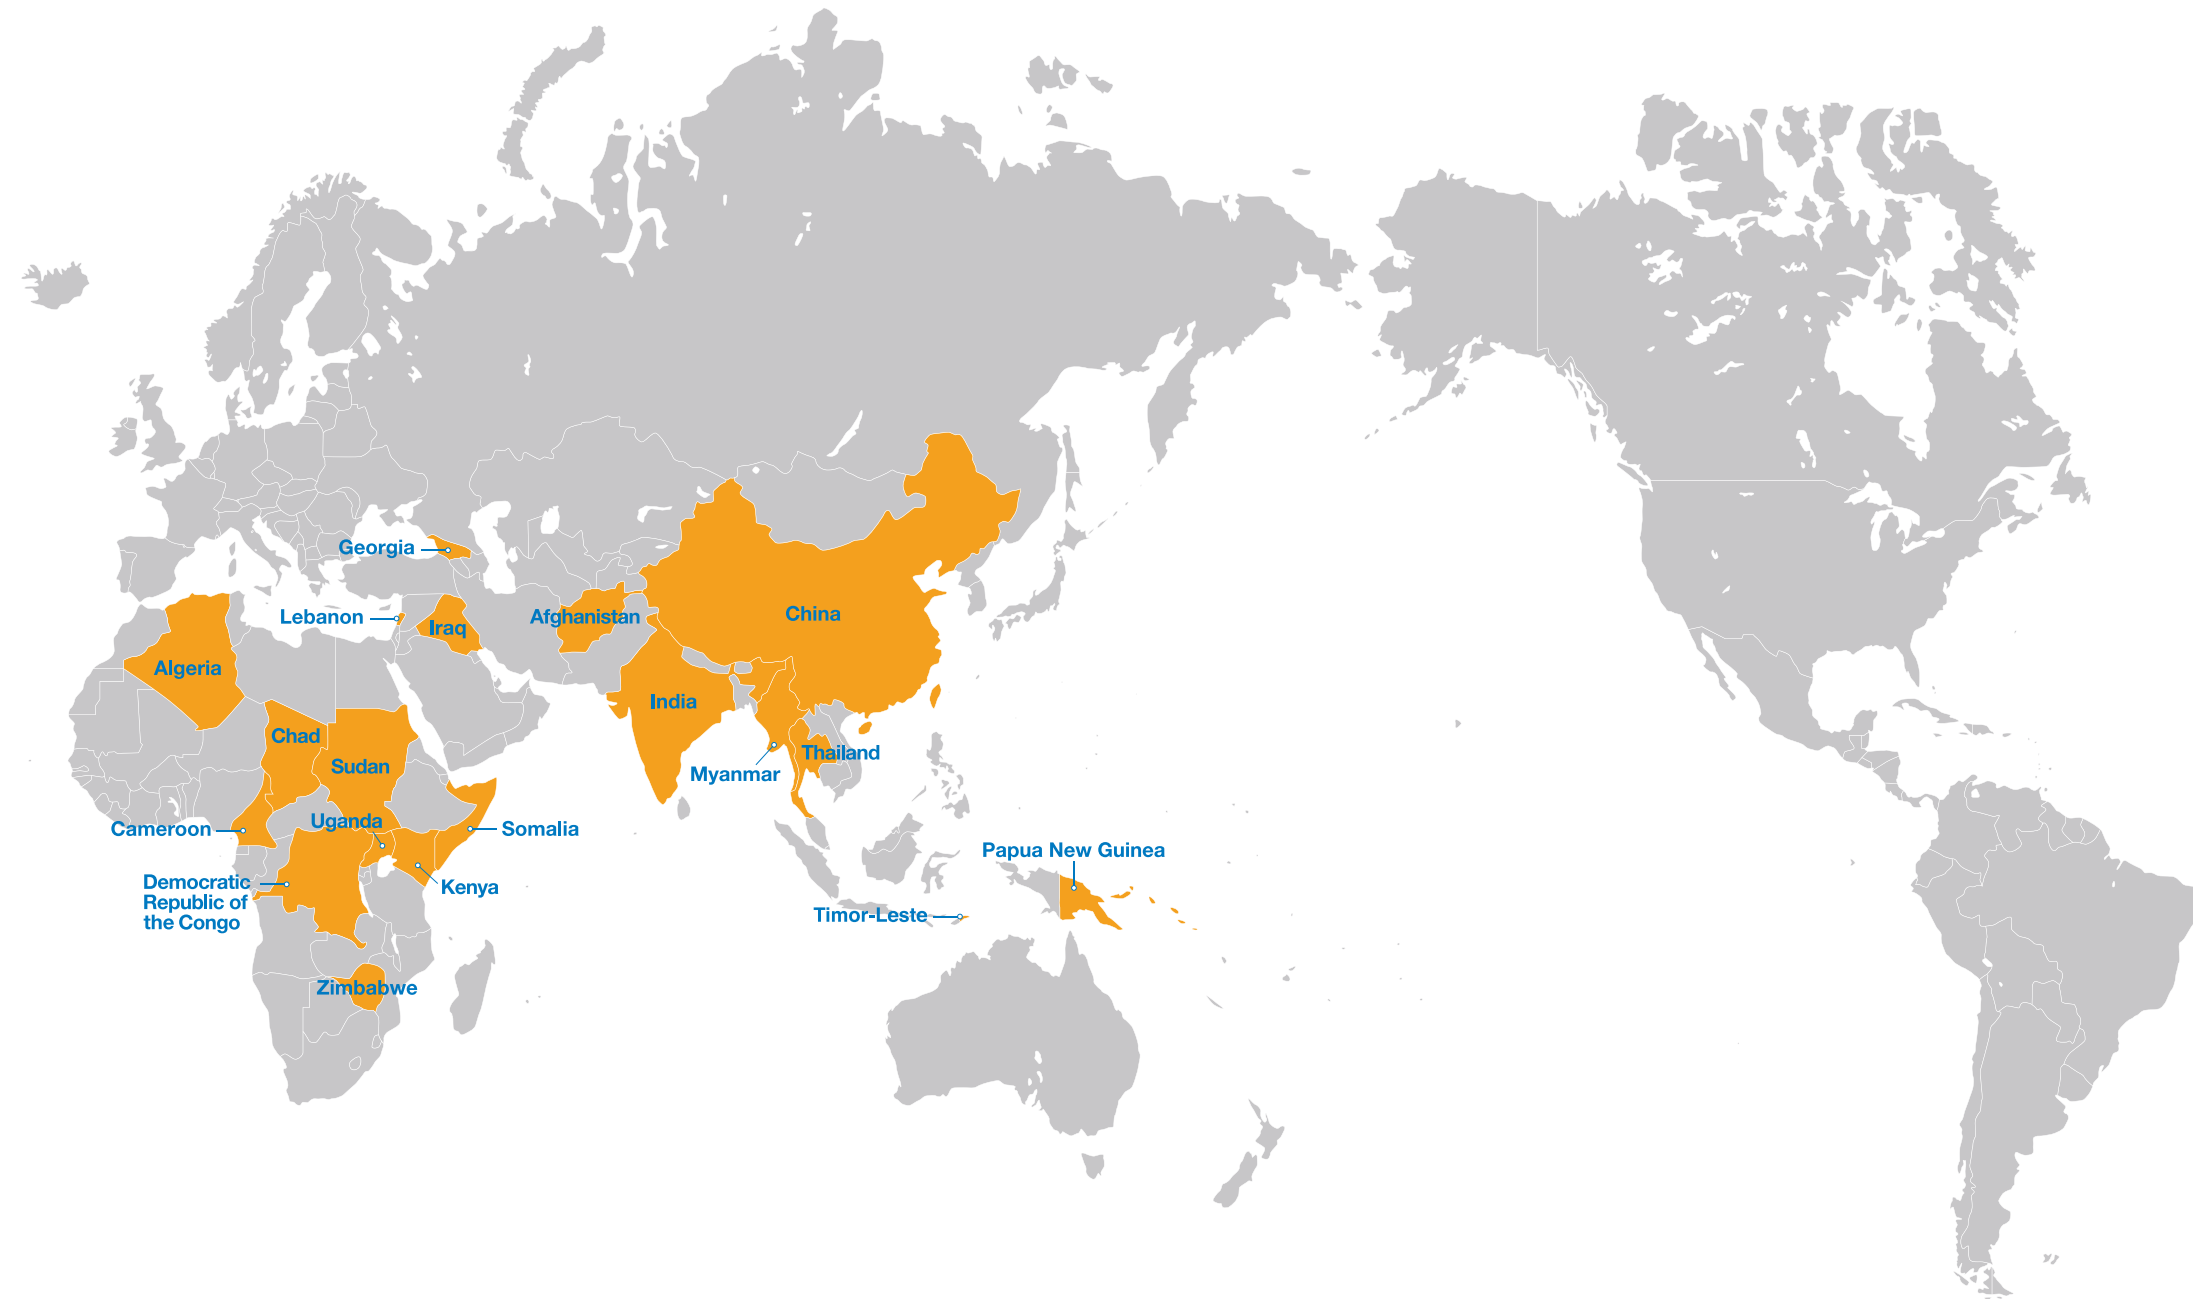 Georgia
Lebanon
Iraq
Afghanistan
China
Algeria
India
Chad
Sudan
Thailand
Myanmar
Uganda
Cameroon
Somalia
Papua New Guinea
Democratic
Republic of
the Congo
Kenya
Timor-Leste
Zimbabwe